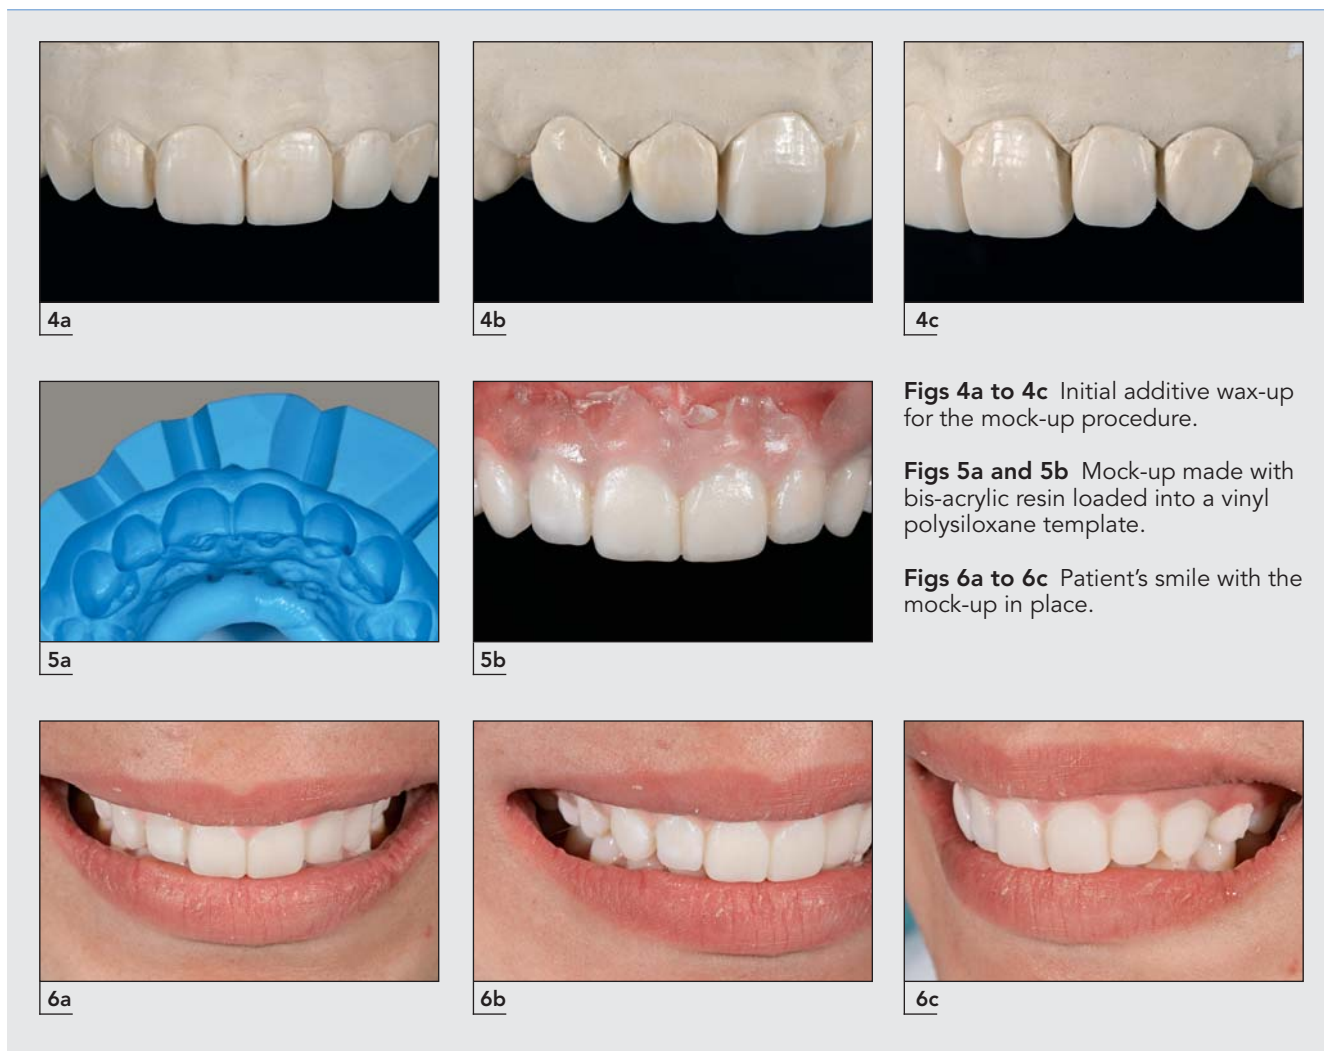 4a
4b
4c
Figs 4a to 4c Initial additive wax-up
for the mock-up procedure.
Figs 5a and 5b Mock-up made with
bis-acrylic resin loaded into a vinyl
polysiloxane template.
Figs 6a to 6c Patient's smile with the
mock-up in place.
5a
5b
6a
6b
6c